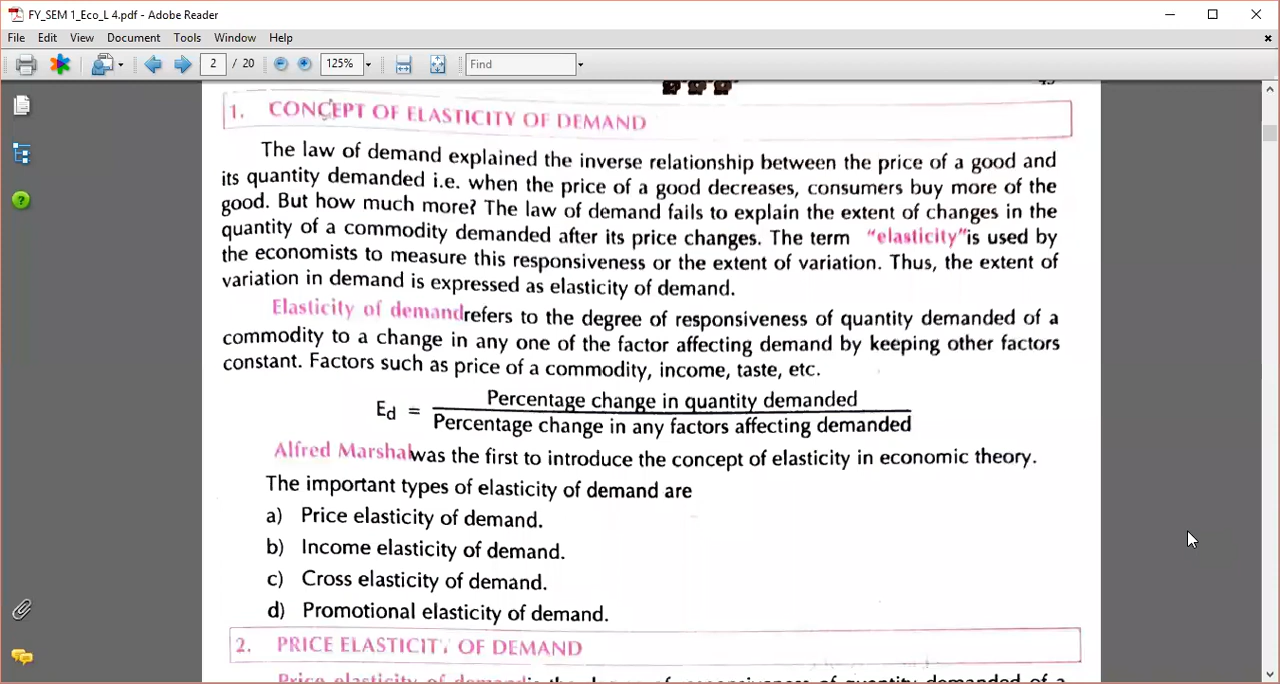 FY_SEM 1_Eco_L 4.pdf - Adobe Reader
File Edit View Document Tools Window Help
2 / 20 125% Find
1. CONCEPT OF ELASTICITY OF DEMAND
The law of demand explained the inverse relationship between the price of a good and
its quantity demanded i.e. when the price of a good decreases, consumers buy more of the
good. But how much more? The law of demand fails to explain the extent of changes in the
quantity of a commodity demanded after its price changes. The term "elasticity" is used by
the economists to measure this responsiveness or the extent of variation. Thus, the extent of
variation in demand is expressed as elasticity of demand.
Elasticity of demand refers to the degree of responsiveness of quantity demanded of a
commodity to a change in any one of the factor affecting demand by keeping other factors
constant. Factors such as price of a commodity, income, taste, etc.
Ed = Percentage change in quantity demanded
Percentage change in any factors affecting demanded
Alfred Marshal was the first to introduce the concept of elasticity in economic theory.
The important types of elasticity of demand are
a) Price elasticity of demand.
b) Income elasticity of demand.
c) Cross elasticity of demand.
d) Promotional elasticity of demand.
2. PRICE ELASTICITY OF DEMAND